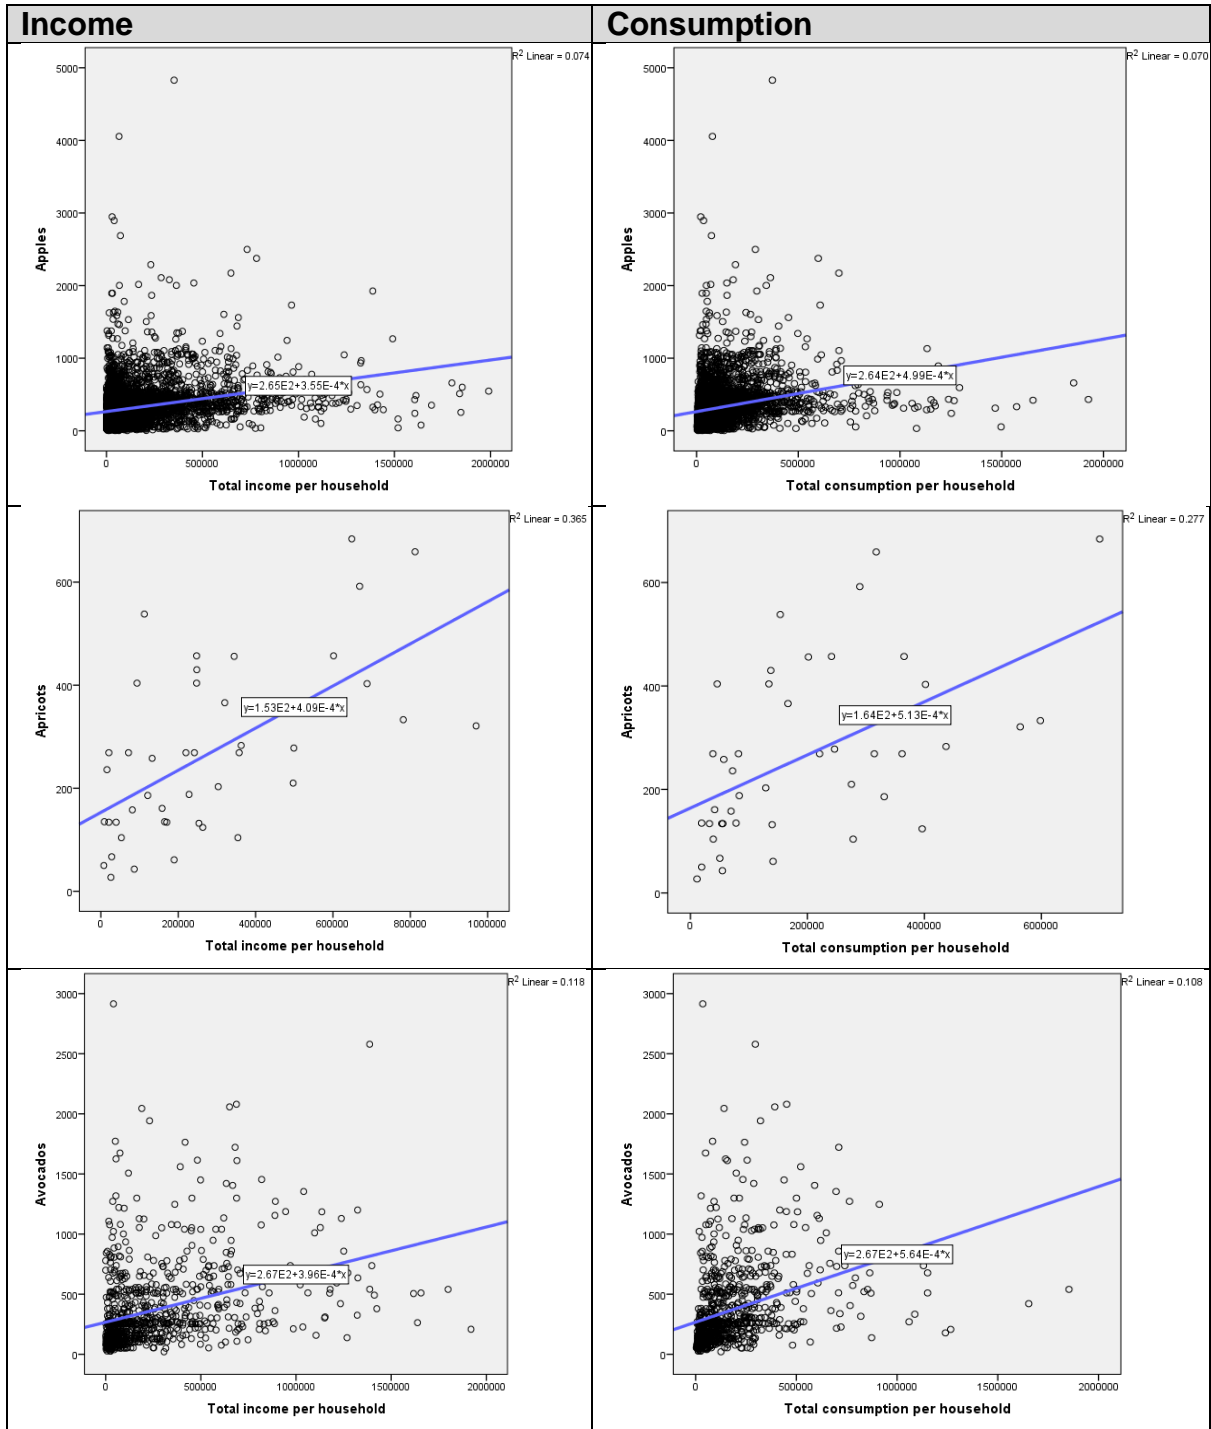 Income
Consumption
R² Linear = 0.074
5000
4000
3000
2000
1000
0
Apples
y=2.65E2+3.55E-4*x
0 500000 1000000 1500000 2000000
Total income per household
R² Linear = 0.070
5000
4000
3000
2000
1000
0
Apples
y=2.64E2+4.99E-4*x
0 500000 1000000 1500000 2000000
Total consumption per household
R² Linear = 0.365
600
400
200
0
Apricots
y=1.53E2+4.09E-4*x
0 200000 400000 600000 800000 1000000
Total income per household
R² Linear = 0.277
600
400
200
0
Apricots
y=1.64E2+5.13E-4*x
0 200000 400000 600000
Total consumption per household
R² Linear = 0.118
3000
2500
2000
1500
1000
500
0
Avocados
y=2.67E2+3.96E-4*x
0 500000 1000000 1500000 2000000
Total income per household
R² Linear = 0.108
3000
2500
2000
1500
1000
500
0
Avocados
y=2.67E2+5.64E-4*x
0 500000 1000000 1500000 2000000
Total consumption per household